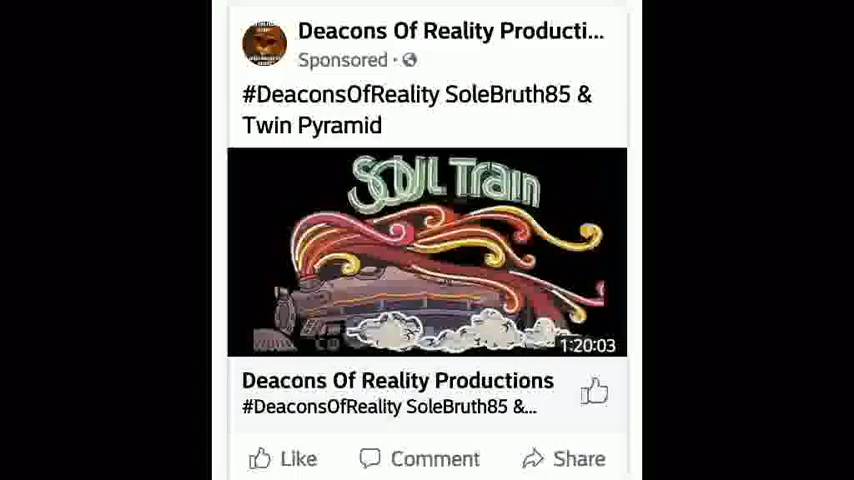 Deacons Of Reality Producti...
Sponsored ·
#DeaconsOfReality SoleBruth85 &
Twin Pyramid
SOUL Train
1:20:03
Deacons Of Reality Productions
#DeaconsOfReality SoleBruth85 &...
Like Comment Share